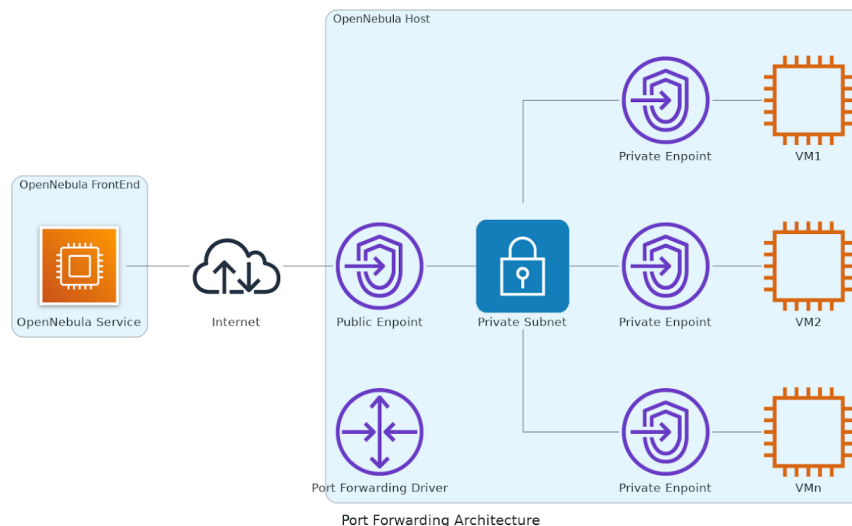 OpenNebula Host
Private Enpoint
VM1
OpenNebula FrontEnd
OpenNebula Service
Internet
Public Enpoint
Private Subnet
Private Enpoint
VM2
Port Forwarding Driver
Private Enpoint
VMn
Port Forwarding Architecture